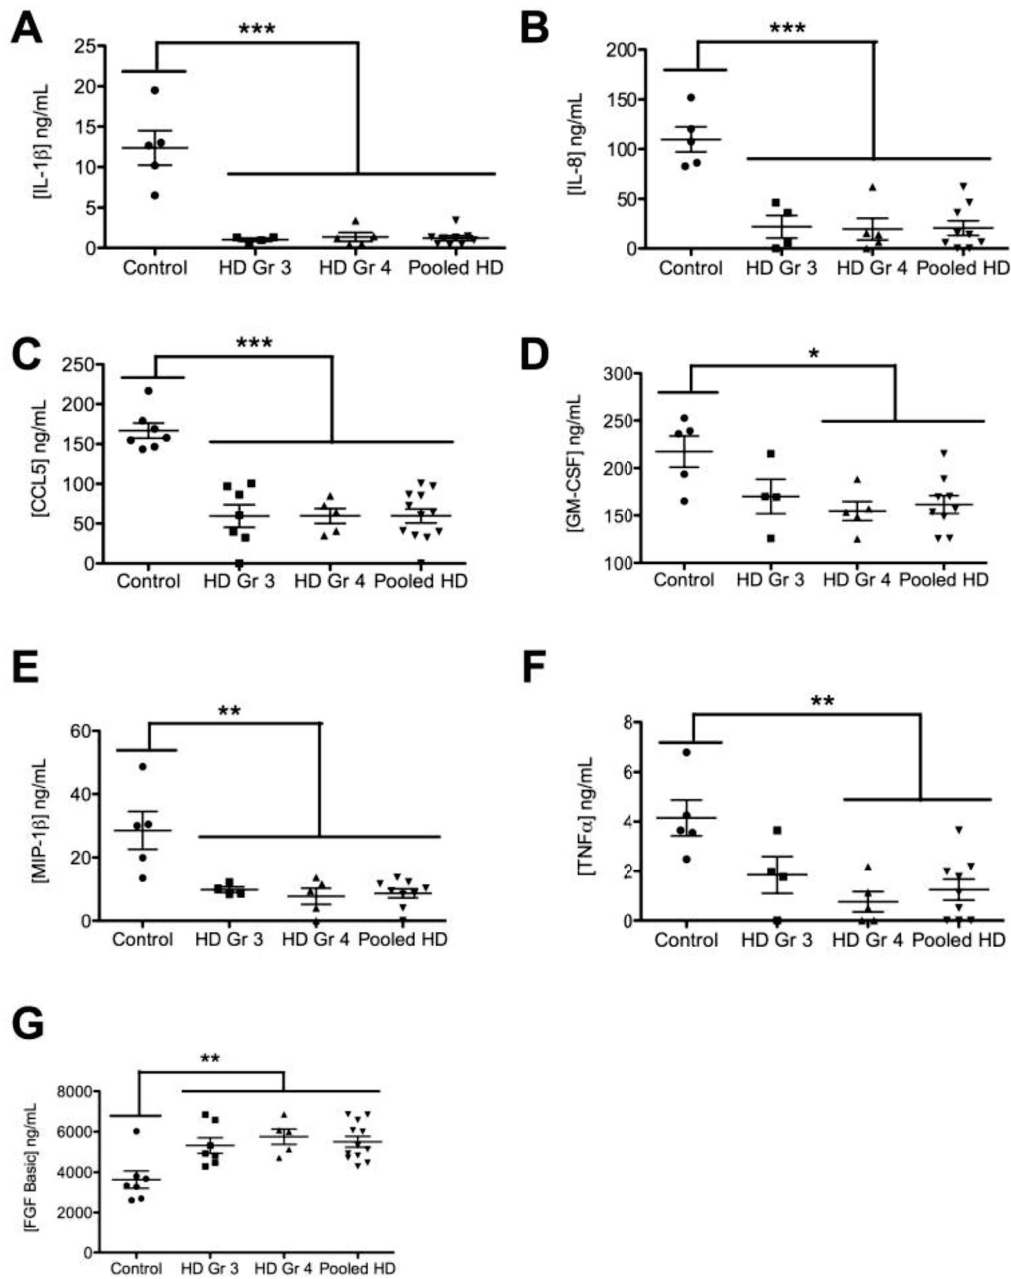 A
***
[IL-1β] ng/mL
25
20
15
10
5
0
Control HD Gr 3 HD Gr 4 Pooled HD
B
***
[IL-8] ng/mL
200
150
100
50
0
Control HD Gr 3 HD Gr 4 Pooled HD
C
***
[CCL5] ng/mL
250
200
150
100
50
0
Control HD Gr 3 HD Gr 4 Pooled HD
D
*
[GM-CSF] ng/mL
300
250
200
150
100
Control HD Gr 3 HD Gr 4 Pooled HD
E
**
[MIP-1β] ng/mL
60
40
20
0
Control HD Gr 3 HD Gr 4 Pooled HD
F
**
[TNFα] ng/mL
8
6
4
2
0
Control HD Gr 3 HD Gr 4 Pooled HD
G
**
[FGF Basic] ng/mL
8000
6000
4000
2000
0
Control HD Gr 3 HD Gr 4 Pooled HD